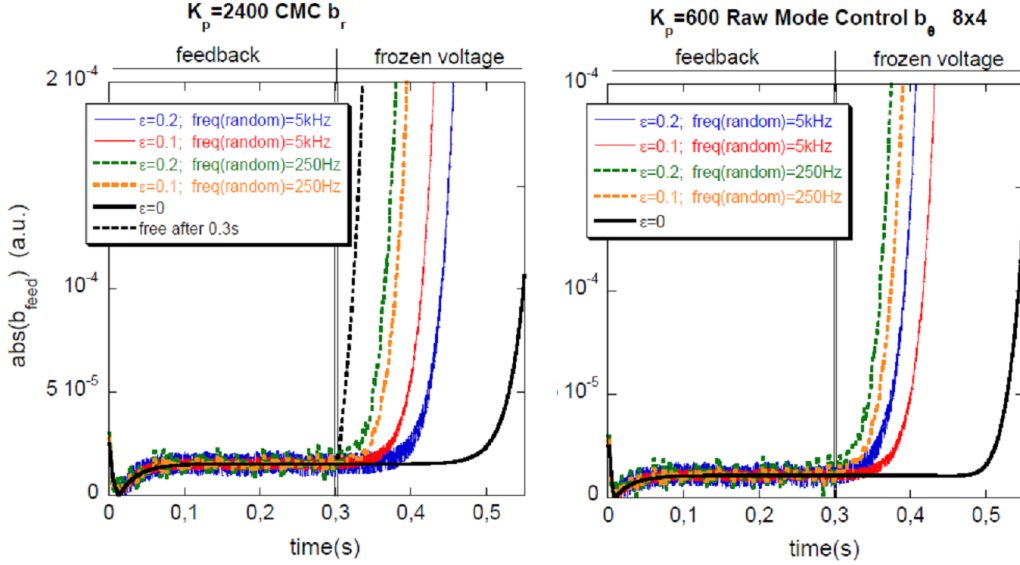 Kp=2400 CMC br
feedback
frozen voltage
2 10-4
ε=0.2; freq(random)=5kHz
ε=0.1; freq(random)=5kHz
ε=0.2; freq(random)=250Hz
ε=0.1; freq(random)=250Hz
ε=0
free after 0.3s
abs(bfeed) (a.u.)
10-4
5 10-5
0
0 0,1 0,2 0,3 0,4 0,5
time(s)
Kp=600 Raw Mode Control bθ 8x4
feedback
frozen voltage
10-4
ε=0.2; freq(random)=5kHz
ε=0.1; freq(random)=5kHz
ε=0.2; freq(random)=250Hz
ε=0.1; freq(random)=250Hz
ε=0
10-4
10-5
0
0 0,1 0,2 0,3 0,4 0,5
time(s)